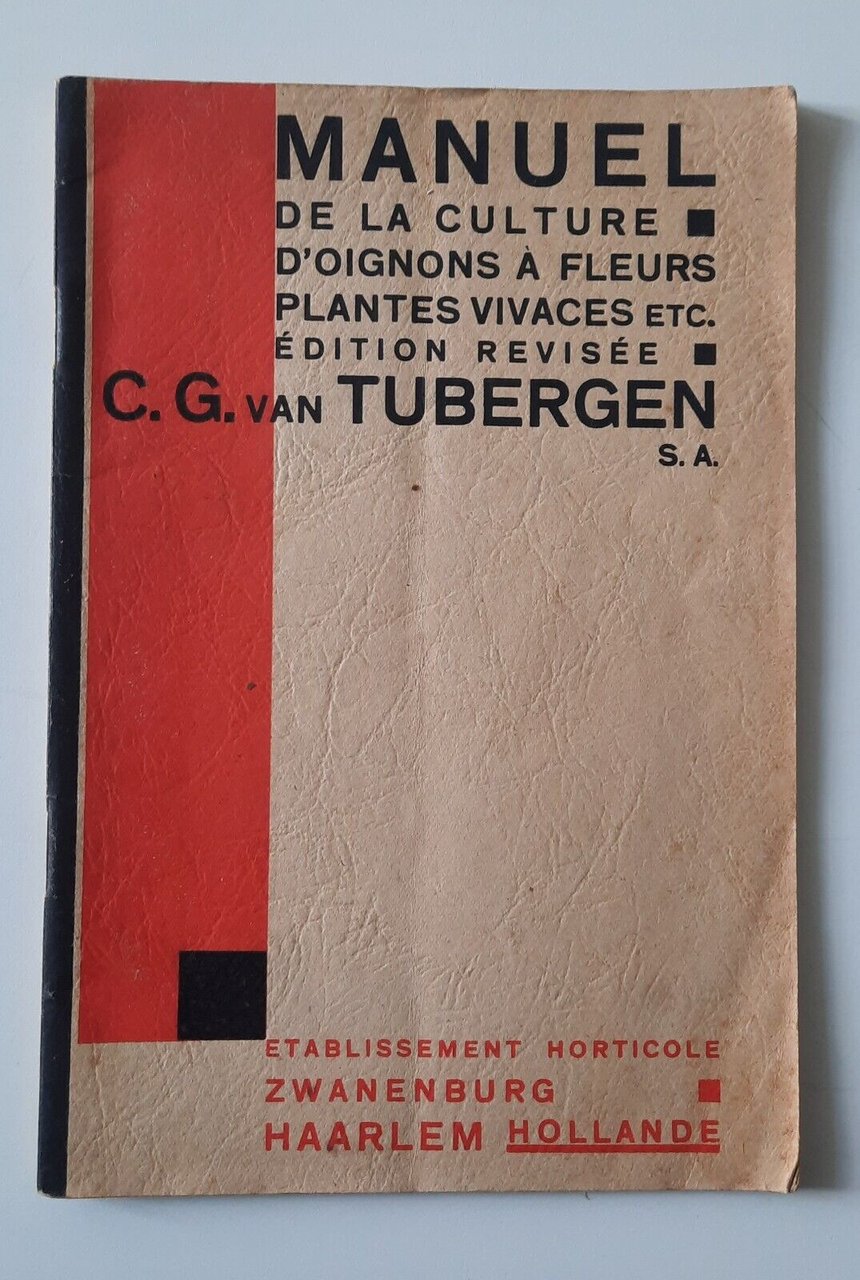 MANUEL
DE LA CULTURE
D'OIGNONS À FLEURS
PLANTES VIVACES ETC.
ÉDITION REVISÉE
C. G. VAN TUBERGEN
S. A.
ETABLISSEMENT HORTICOLE
ZWANENBURG
HAARLEM HOLLANDE